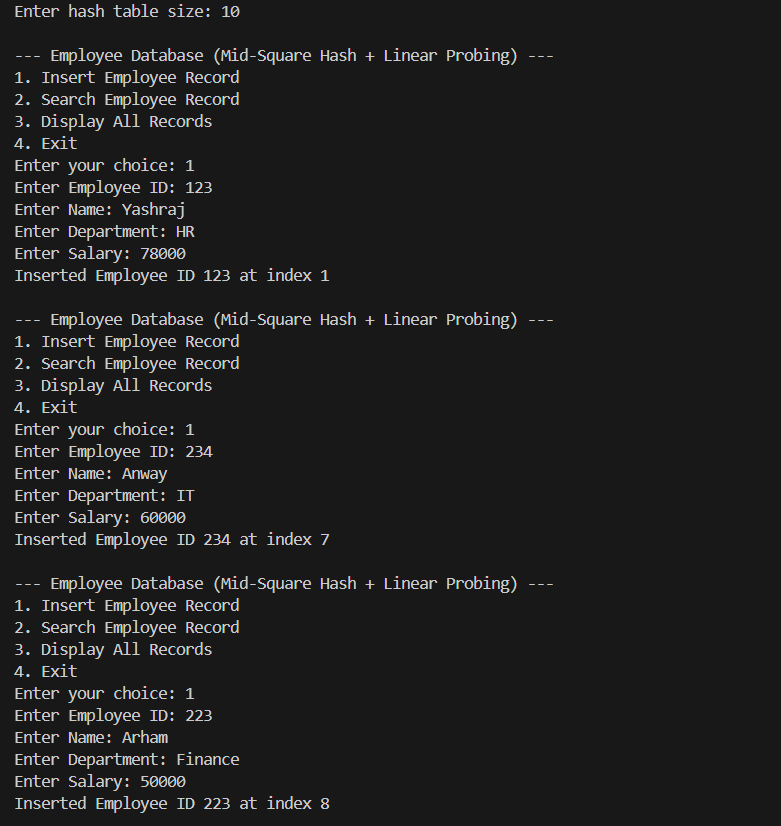 Enter hash table size: 10
--- Employee Database (Mid-Square Hash + Linear Probing) ---
1. Insert Employee Record
2. Search Employee Record
3. Display All Records
4. Exit
Enter your choice: 1
Enter Employee ID: 123
Enter Name: Yashraj
Enter Department: HR
Enter Salary: 78000
Inserted Employee ID 123 at index 1
--- Employee Database (Mid-Square Hash + Linear Probing) ---
1. Insert Employee Record
2. Search Employee Record
3. Display All Records
4. Exit
Enter your choice: 1
Enter Employee ID: 234
Enter Name: Anway
Enter Department: IT
Enter Salary: 60000
Inserted Employee ID 234 at index 7
--- Employee Database (Mid-Square Hash + Linear Probing) ---
1. Insert Employee Record
2. Search Employee Record
3. Display All Records
4. Exit
Enter your choice: 1
Enter Employee ID: 223
Enter Name: Arham
Enter Department: Finance
Enter Salary: 50000
Inserted Employee ID 223 at index 8